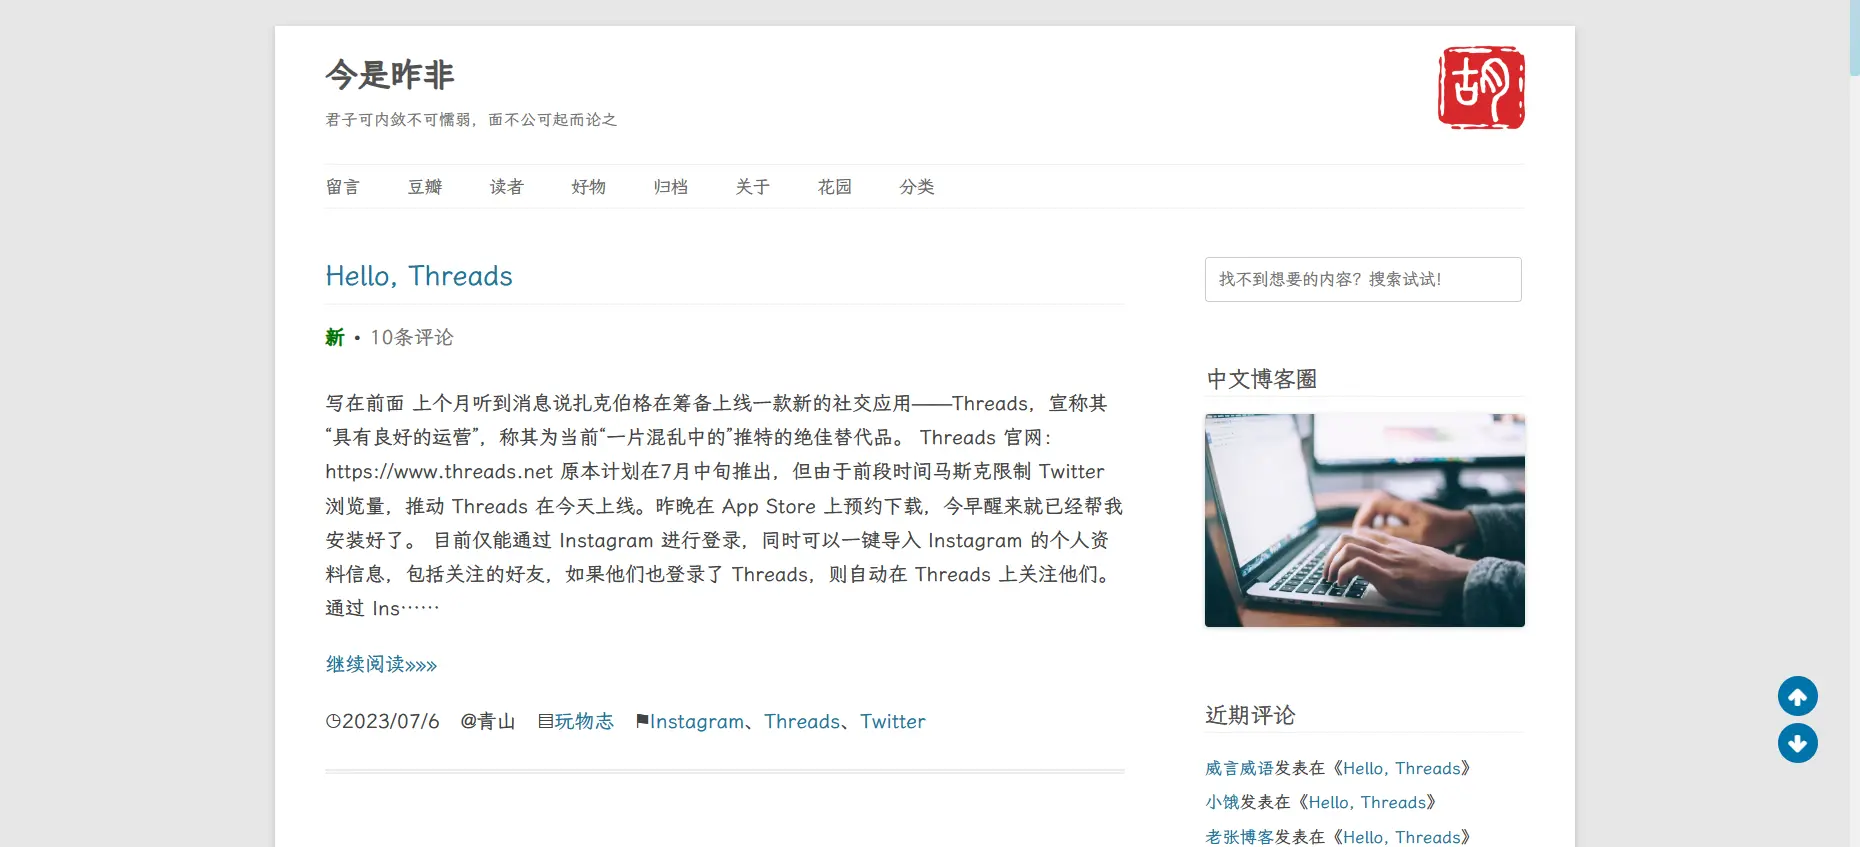 今是昨非
君子可内敛不可懦弱，面不公可起而论之
胡
留言 豆瓣 读者 好物 归档 关于 花园 分类
Hello, Threads
新 • 10条评论
写在前面 上个月听到消息说扎克伯格在筹备上线一款新的社交应用——Threads，宣称其
“具有良好的运营”，称其为当前“一片混乱中的”推特的绝佳替代品。 Threads 官网：
https://www.threads.net 原本计划在7月中旬推出，但由于前段时间马斯克限制 Twitter
浏览量，推动 Threads 在今天上线。昨晚在 App Store 上预约下载，今早醒来就已经帮我
安装好了。 目前仅能通过 Instagram 进行登录，同时可以一键导入 Instagram 的个人资
料信息，包括关注的好友，如果他们也登录了 Threads，则自动在 Threads 上关注他们。
通过 Ins……
继续阅读»»»
2023/07/6 @青山 玩物志 Instagram、Threads、Twitter
找不到想要的内容？搜索试试！
中文博客圈
近期评论
威言威语发表在《Hello, Threads》
小饿发表在《Hello, Threads》
老张博客发表在《Hello, Threads》